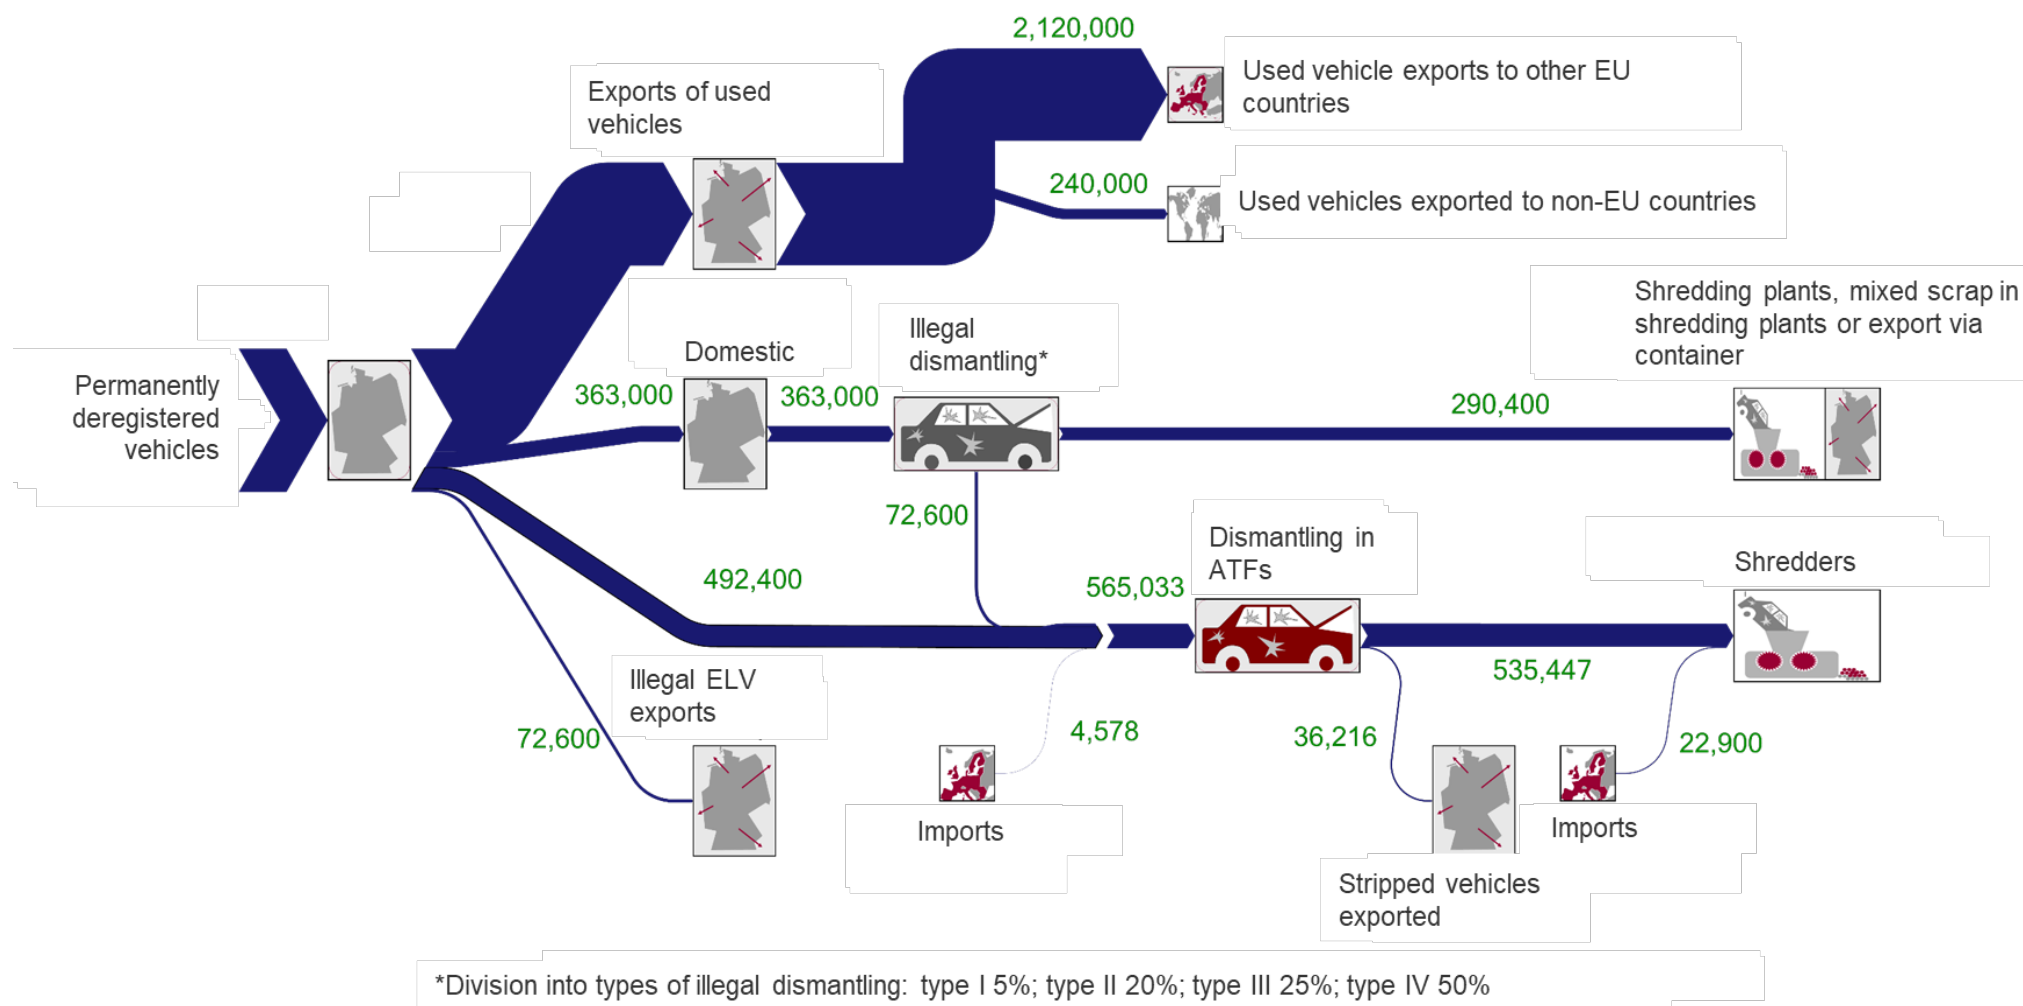 2,120,000
Used vehicle exports to other EU
countries
Exports of used
vehicles
240,000
Used vehicles exported to non-EU countries
Shredding plants, mixed scrap in
shredding plants or export via
container
Illegal
dismantling*
Domestic
Permanently
deregistered
vehicles
363,000
363,000
290,400
72,600
Dismantling in
ATFs
492,400
565,033
Shredders
535,447
Illegal ELV
exports
72,600
4,578
36,216
22,900
Imports
Imports
Stripped vehicles
exported
*Division into types of illegal dismantling: type I 5%; type II 20%; type III 25%; type IV 50%